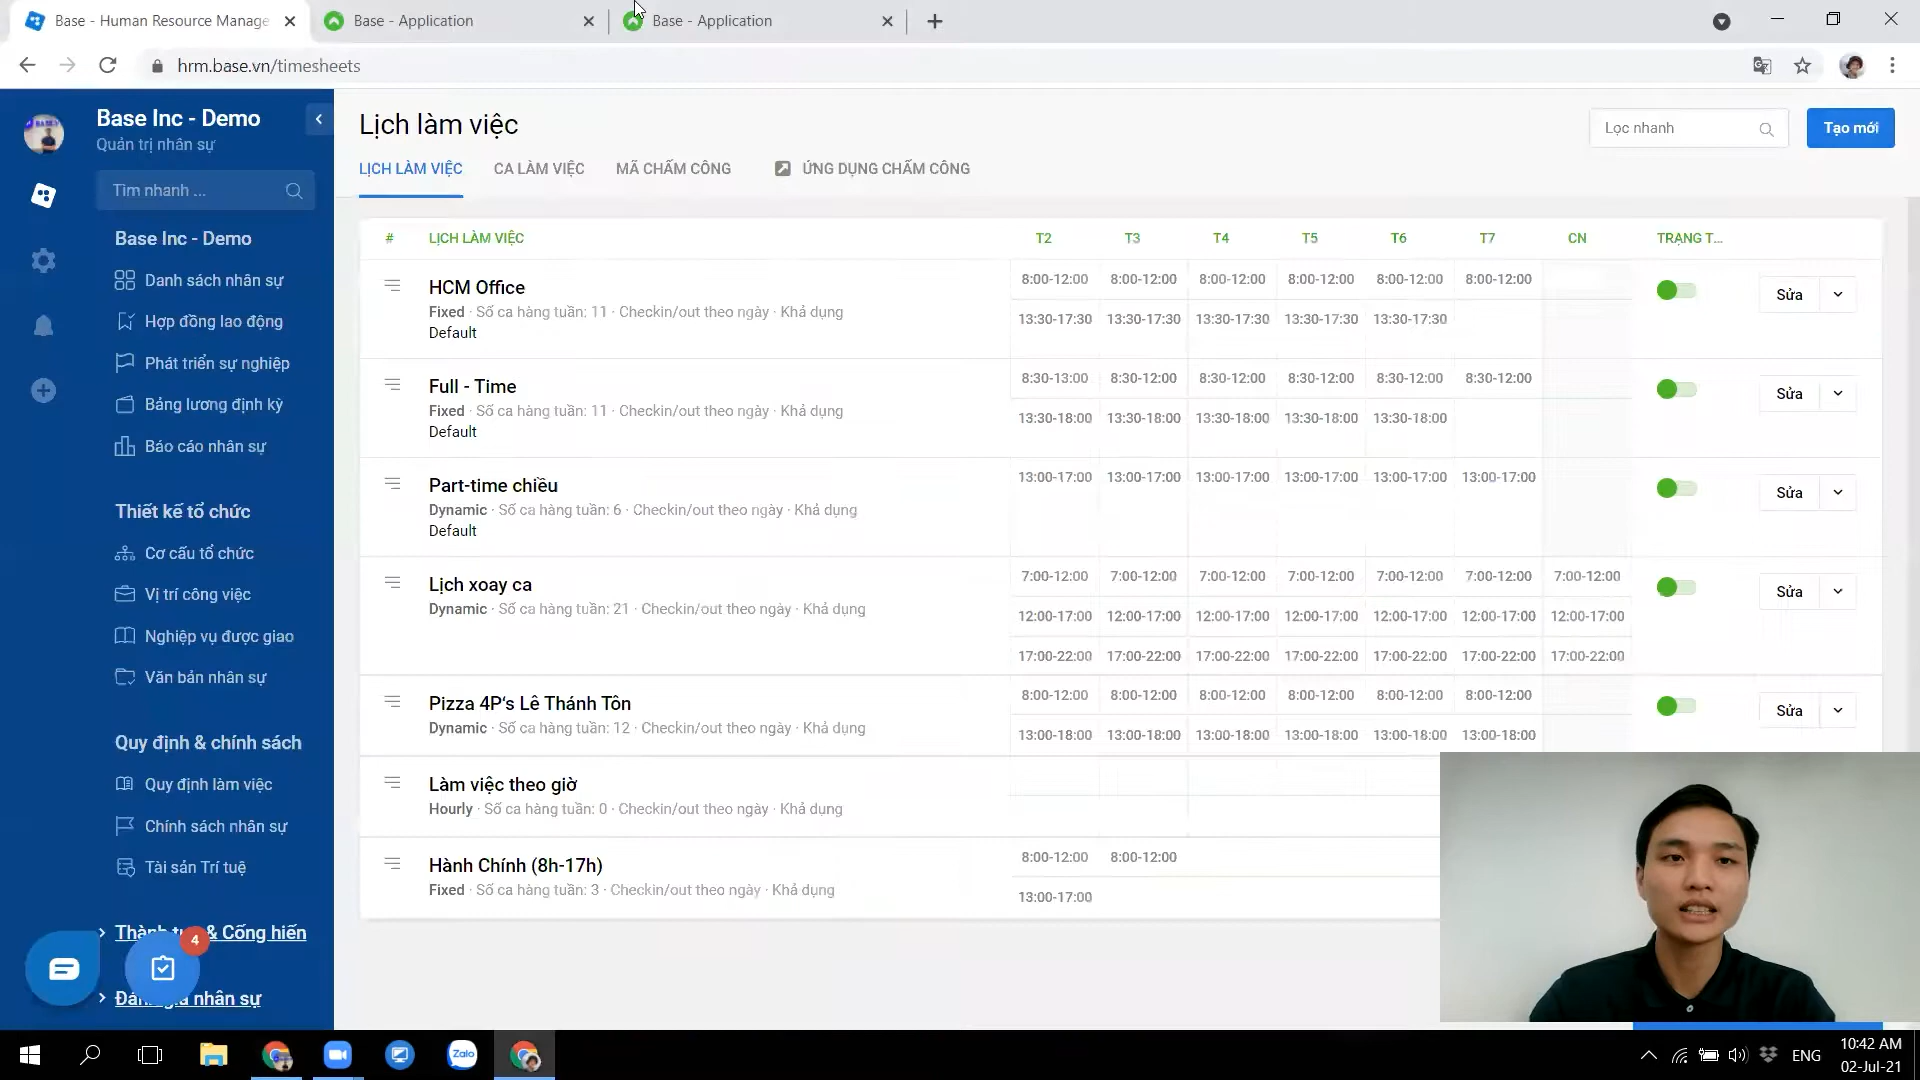 Base - Human Resource Manage
Base - Application
Base - Application
hrm.base.vn/timesheets
Base Inc - Demo
Quản trị nhân sự
Tìm nhanh ...
Base Inc - Demo
Danh sách nhân sự
Hợp đồng lao động
Phát triển sự nghiệp
Bảng lương định kỳ
Báo cáo nhân sự
Thiết kế tổ chức
Cơ cấu tổ chức
Vị trí công việc
Nghiệp vụ được giao
Văn bản nhân sự
Quy định & chính sách
Quy định làm việc
Chính sách nhân sự
Tài sản Trí tuệ
& Cống hiến
4
nhân sự
Lịch làm việc
Lọc nhanh
Tạo mới
LỊCH LÀM VIỆC CA LÀM VIỆC MÃ CHẤM CÔNG ỨNG DỤNG CHẤM CÔNG
# LỊCH LÀM VIỆC T2 T3 T4 T5 T6 T7 CN TRẠNG T...
HCM Office
Fixed · Số ca hàng tuần: 11 · Checkin/out theo ngày · Khả dụng
Default
8:00-12:00 8:00-12:00 8:00-12:00 8:00-12:00 8:00-12:00 8:00-12:00
13:30-17:30 13:30-17:30 13:30-17:30 13:30-17:30 13:30-17:30
Sửa
Full - Time
Fixed · Số ca hàng tuần: 11 · Checkin/out theo ngày · Khả dụng
Default
8:30-13:00 8:30-12:00 8:30-12:00 8:30-12:00 8:30-12:00 8:30-12:00
13:30-18:00 13:30-18:00 13:30-18:00 13:30-18:00 13:30-18:00
Sửa
Part-time chiều
Dynamic · Số ca hàng tuần: 6 · Checkin/out theo ngày · Khả dụng
Default
13:00-17:00 13:00-17:00 13:00-17:00 13:00-17:00 13:00-17:00 13:00-17:00
Sửa
Lịch xoay ca
Dynamic · Số ca hàng tuần: 21 · Checkin/out theo ngày · Khả dụng
7:00-12:00 7:00-12:00 7:00-12:00 7:00-12:00 7:00-12:00 7:00-12:00 7:00-12:00
12:00-17:00 12:00-17:00 12:00-17:00 12:00-17:00 12:00-17:00 12:00-17:00 12:00-17:00
17:00-22:00 17:00-22:00 17:00-22:00 17:00-22:00 17:00-22:00 17:00-22:00 17:00-22:00
Sửa
Pizza 4P's Lê Thánh Tôn
Dynamic · Số ca hàng tuần: 12 · Checkin/out theo ngày · Khả dụng
8:00-12:00 8:00-12:00 8:00-12:00 8:00-12:00 8:00-12:00 8:00-12:00
13:00-18:00 13:00-18:00 13:00-18:00 13:00-18:00 13:00-18:00 13:00-18:00
Sửa
Làm việc theo giờ
Hourly · Số ca hàng tuần: 0 · Checkin/out theo ngày · Khả dụng
Hành Chính (8h-17h)
Fixed · Số ca hàng tuần: 3 · Checkin/out theo ngày · Khả dụng
8:00-12:00 8:00-12:00
13:00-17:00
Zalo
ENG
10:42 AM
02-Jul-21